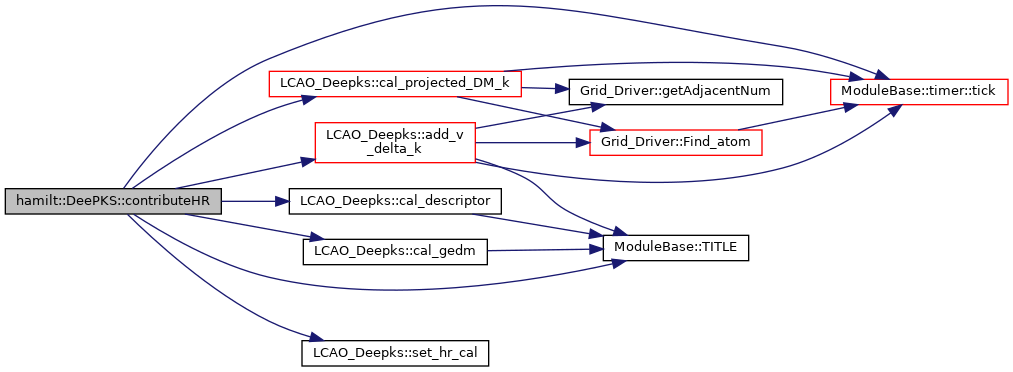 LCAO_Deepks::cal_projected_DM_k
Grid_Driver::getAdjacentNum
ModuleBase::timer::tick
LCAO_Deepks::add_v
_delta_k
Grid_Driver::Find_atom
hamilt::DeePKS::contributeHR
LCAO_Deepks::cal_descriptor
ModuleBase::TITLE
LCAO_Deepks::cal_gedm
LCAO_Deepks::set_hr_cal